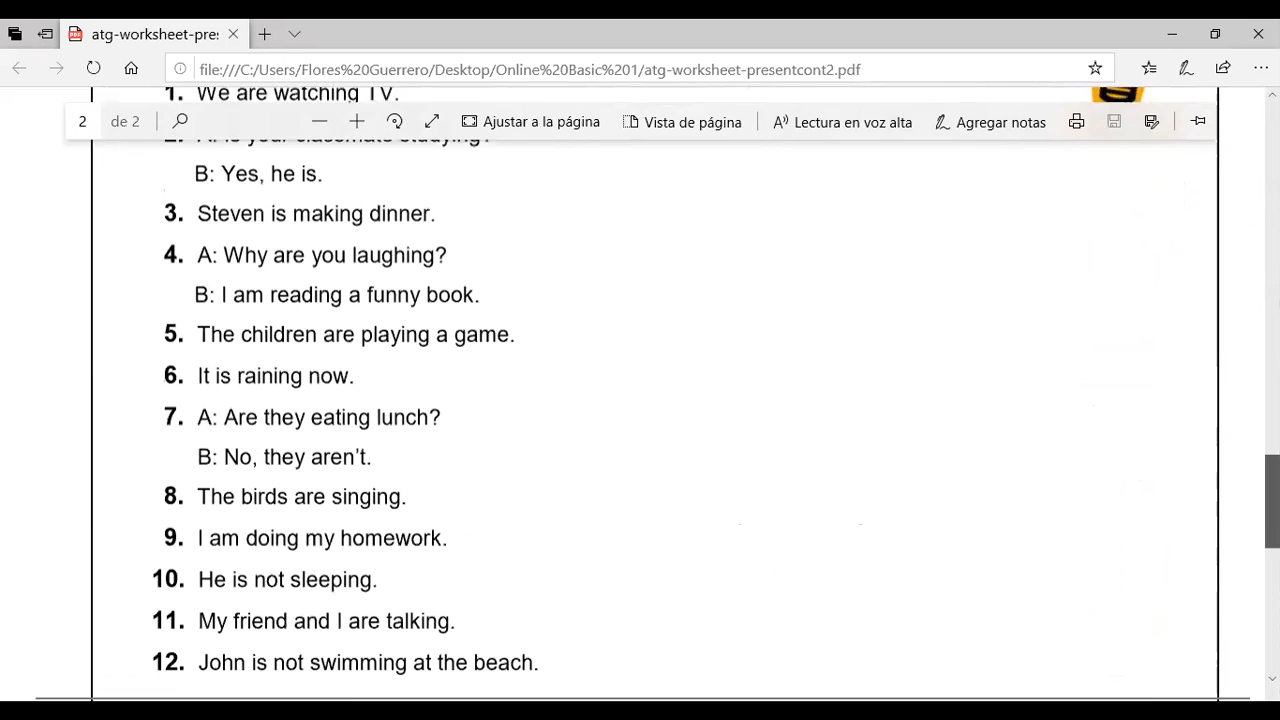 atg-worksheet-pre:
file:///C:/Users/Flores%20Guerrero/Desktop/Online%20Basic%201/atg-worksheet-presentcont2.pdf
1. We are watching TV.
2 de 2 Ajustar a la página Vista de página Lectura en voz alta Agregar notas
2. A: Is your classmate studying?
B: Yes, he is.
3. Steven is making dinner.
4. A: Why are you laughing?
B: I am reading a funny book.
5. The children are playing a game.
6. It is raining now.
7. A: Are they eating lunch?
B: No, they aren't.
8. The birds are singing.
9. I am doing my homework.
10. He is not sleeping.
11. My friend and I are talking.
12. John is not swimming at the beach.